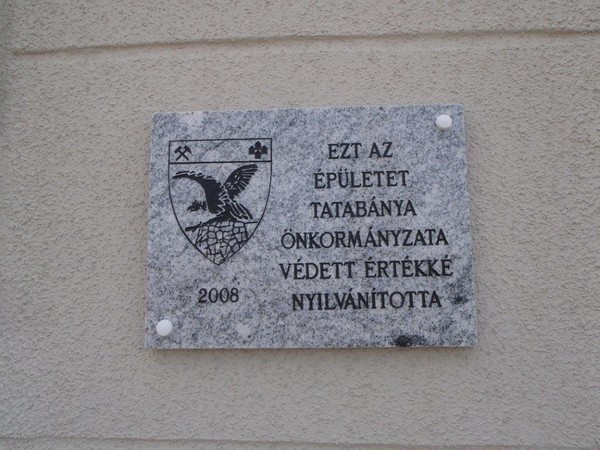 EZT AZ
ÉPÜLETET
TATABÁNYA
ÖNKORMÁNYZATA
VÉDETT ÉRTÉKKÉ
NYILVÁNÍTOTTA
2008